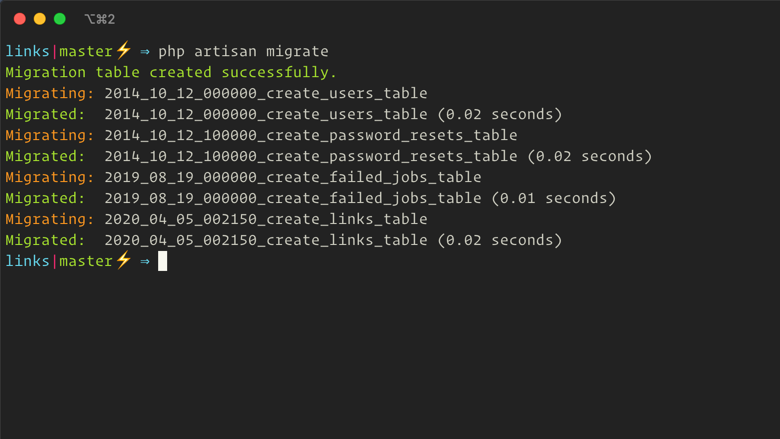 ⌥⌘2
links|master⚡ ⇒ php artisan migrate
Migration table created successfully.
Migrating: 2014_10_12_000000_create_users_table
Migrated:  2014_10_12_000000_create_users_table (0.02 seconds)
Migrating: 2014_10_12_100000_create_password_resets_table
Migrated:  2014_10_12_100000_create_password_resets_table (0.02 seconds)
Migrating: 2019_08_19_000000_create_failed_jobs_table
Migrated:  2019_08_19_000000_create_failed_jobs_table (0.01 seconds)
Migrating: 2020_04_05_002150_create_links_table
Migrated:  2020_04_05_002150_create_links_table (0.02 seconds)
links|master⚡ ⇒